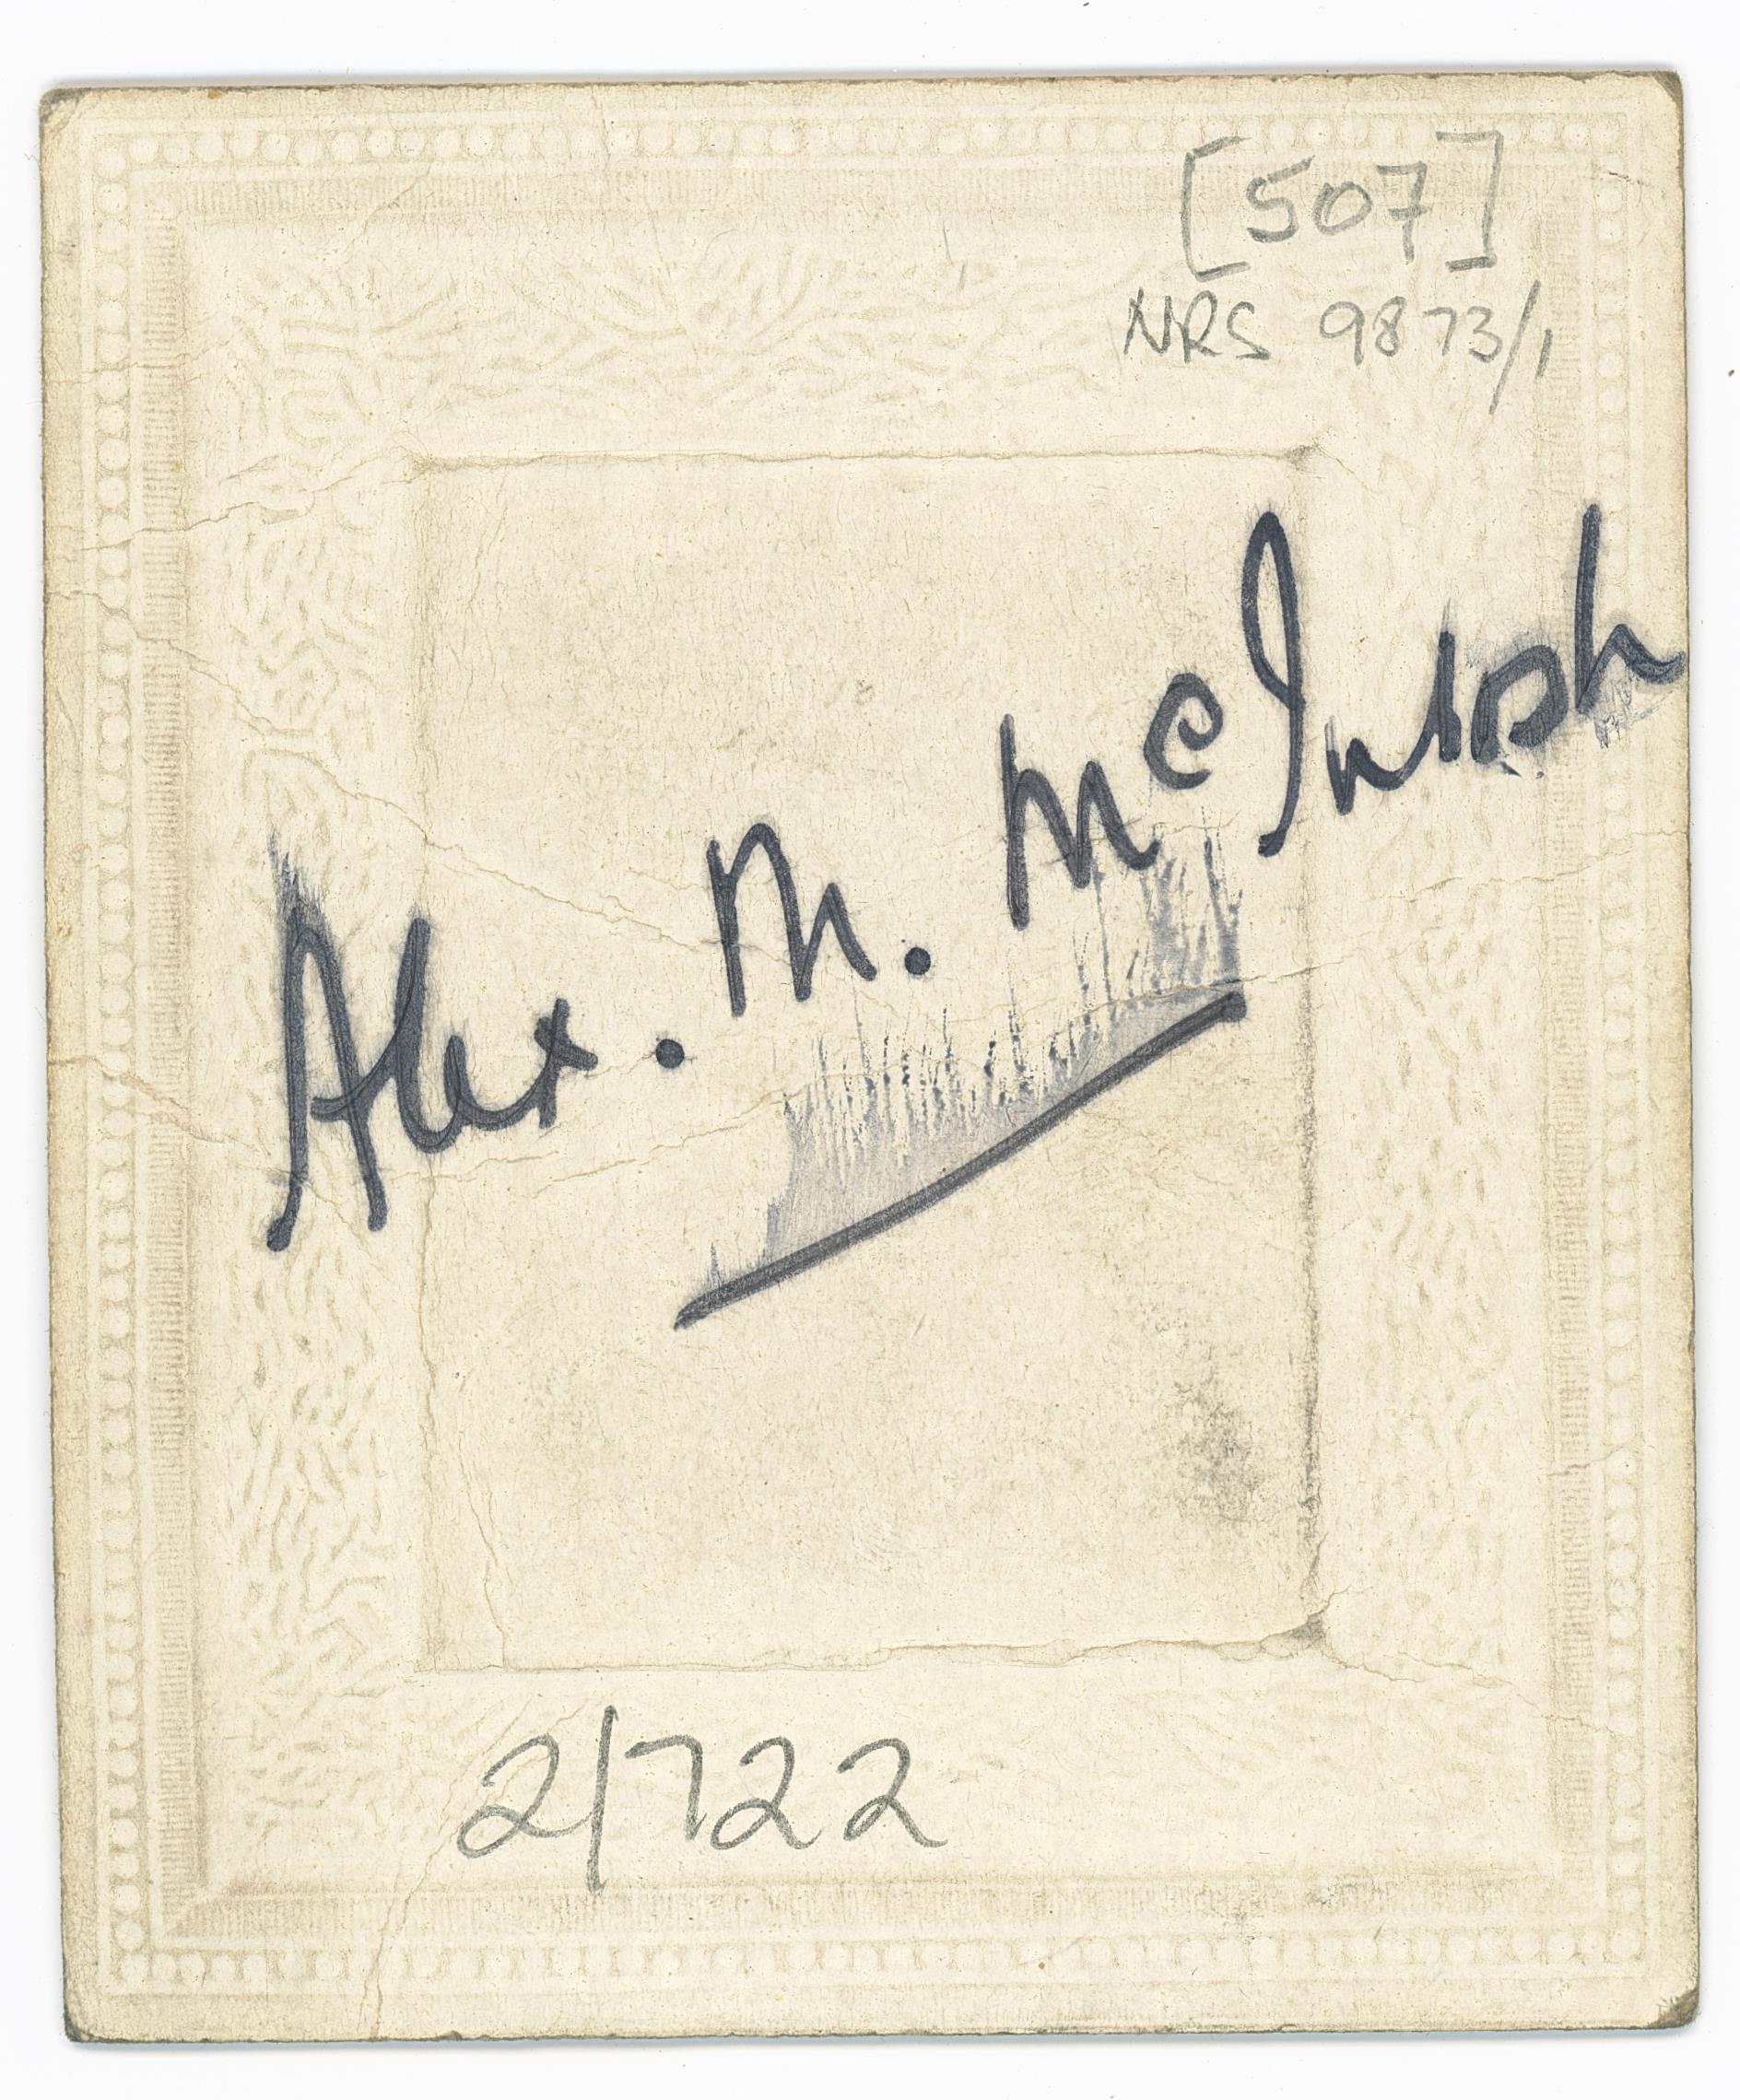 [507]
NRS 9873/1
Alex. M. McIntosh
2/722